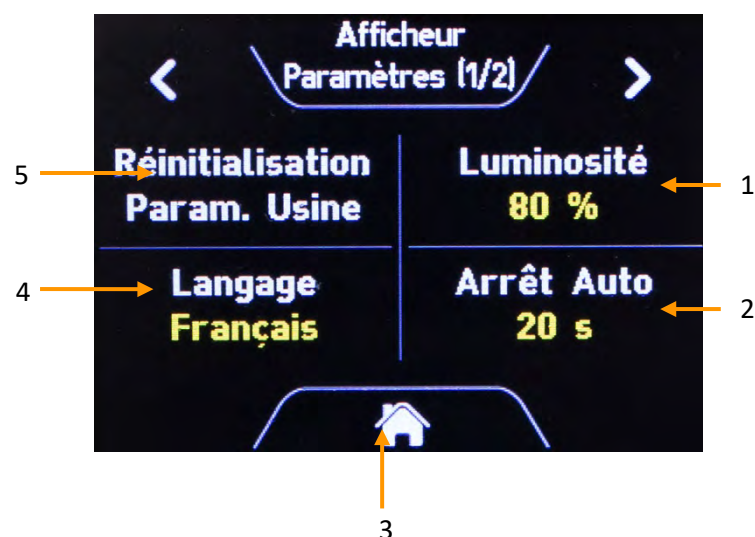 Afficheur
Paramètres (1/2)
Réinitialisation
Param. Usine
Luminosité
80 %
Langage
Français
Arrêt Auto
20 s
5
1
4
2
3